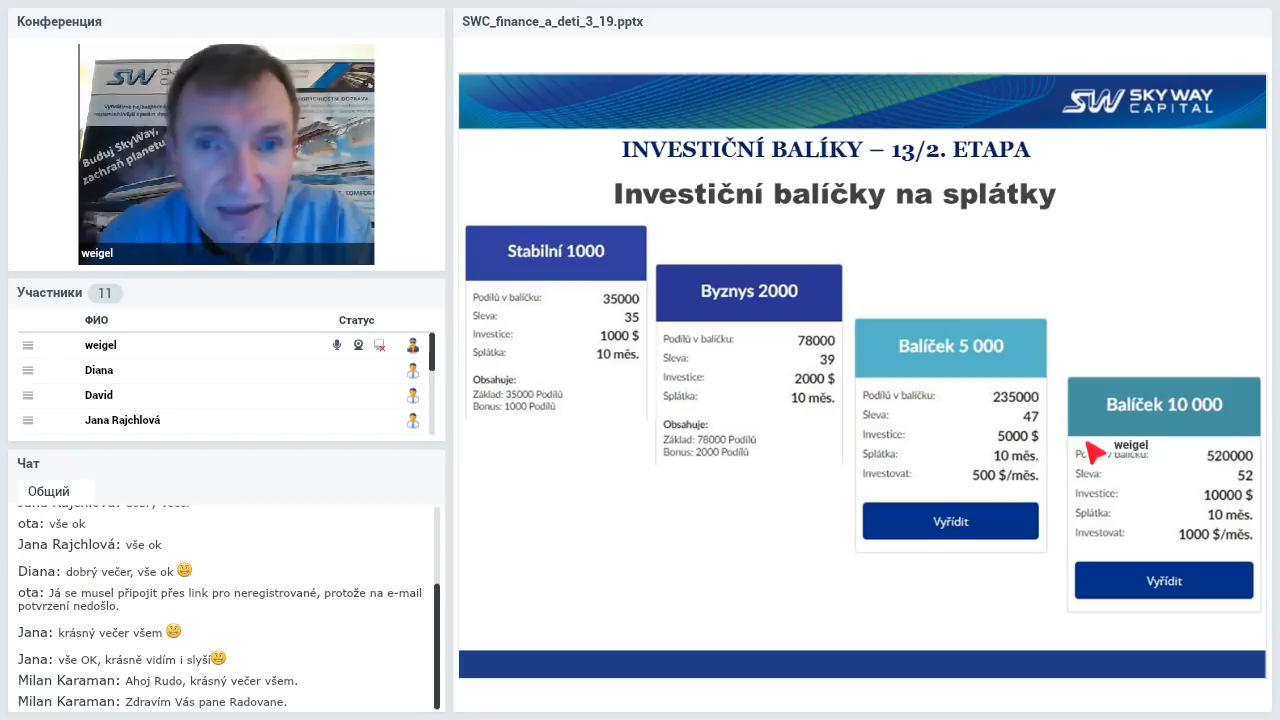 Конференция
SW
Buduj SkyWay,
zachraň planetu
weigel
Участники 11
ФИО Статус
weigel
Diana
David
Jana Rajchlová
Чат
Общий
ota: vše ok
Jana Rajchlová: vše ok
Diana: dobrý večer, vše ok
ota: Já se musel připojit přes link pro neregistrované, protože na e-mail
potvrzení nedošlo.
Jana: krásný večer všem
Jana: vše OK, krásně vidím i slyší
Milan Karaman: Ahoj Rudo, krásný večer všem.
Milan Karaman: Zdravím Vás pane Radovane.
SWC_finance_a_deti_3_19.pptx
SW SKY WAY
CAPITAL
INVESTIČNÍ BALÍKY – 13/2. ETAPA
Investiční balíčky na splátky
Stabilní 1000
Podílů v balíčku: 35000
Sleva: 35
Investice: 1000 $
Splátka: 10 měs.
Obsahuje:
Základ: 35000 Podílů
Bonus: 1000 Podílů
Byznys 2000
Podílů v balíčku: 78000
Sleva: 39
Investice: 2000 $
Splátka: 10 měs.
Obsahuje:
Základ: 78000 Podílů
Bonus: 2000 Podílů
Balíček 5 000
Podílů v balíčku: 235000
Sleva: 47
Investice: 5000 $
Splátka: 10 měs.
Investovat: 500 $/měs.
Vyřídit
Balíček 10 000
weigel
520000
Sleva: 52
Investice: 10000 $
Splátka: 10 měs.
Investovat: 1000 $/měs.
Vyřídit